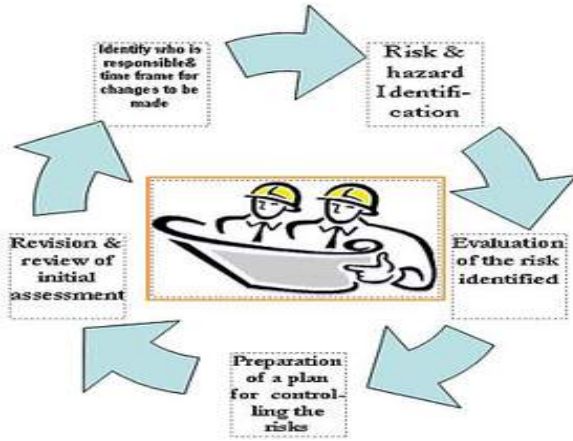 Identify who is
responsible&
time frame for
changes to be
made
Risk &
hazard
Identifi-
cation
Evaluation
of the risk
identified
Preparation
of a plan
for control-
ling the
risks
Revision &
review of
initial
assessment